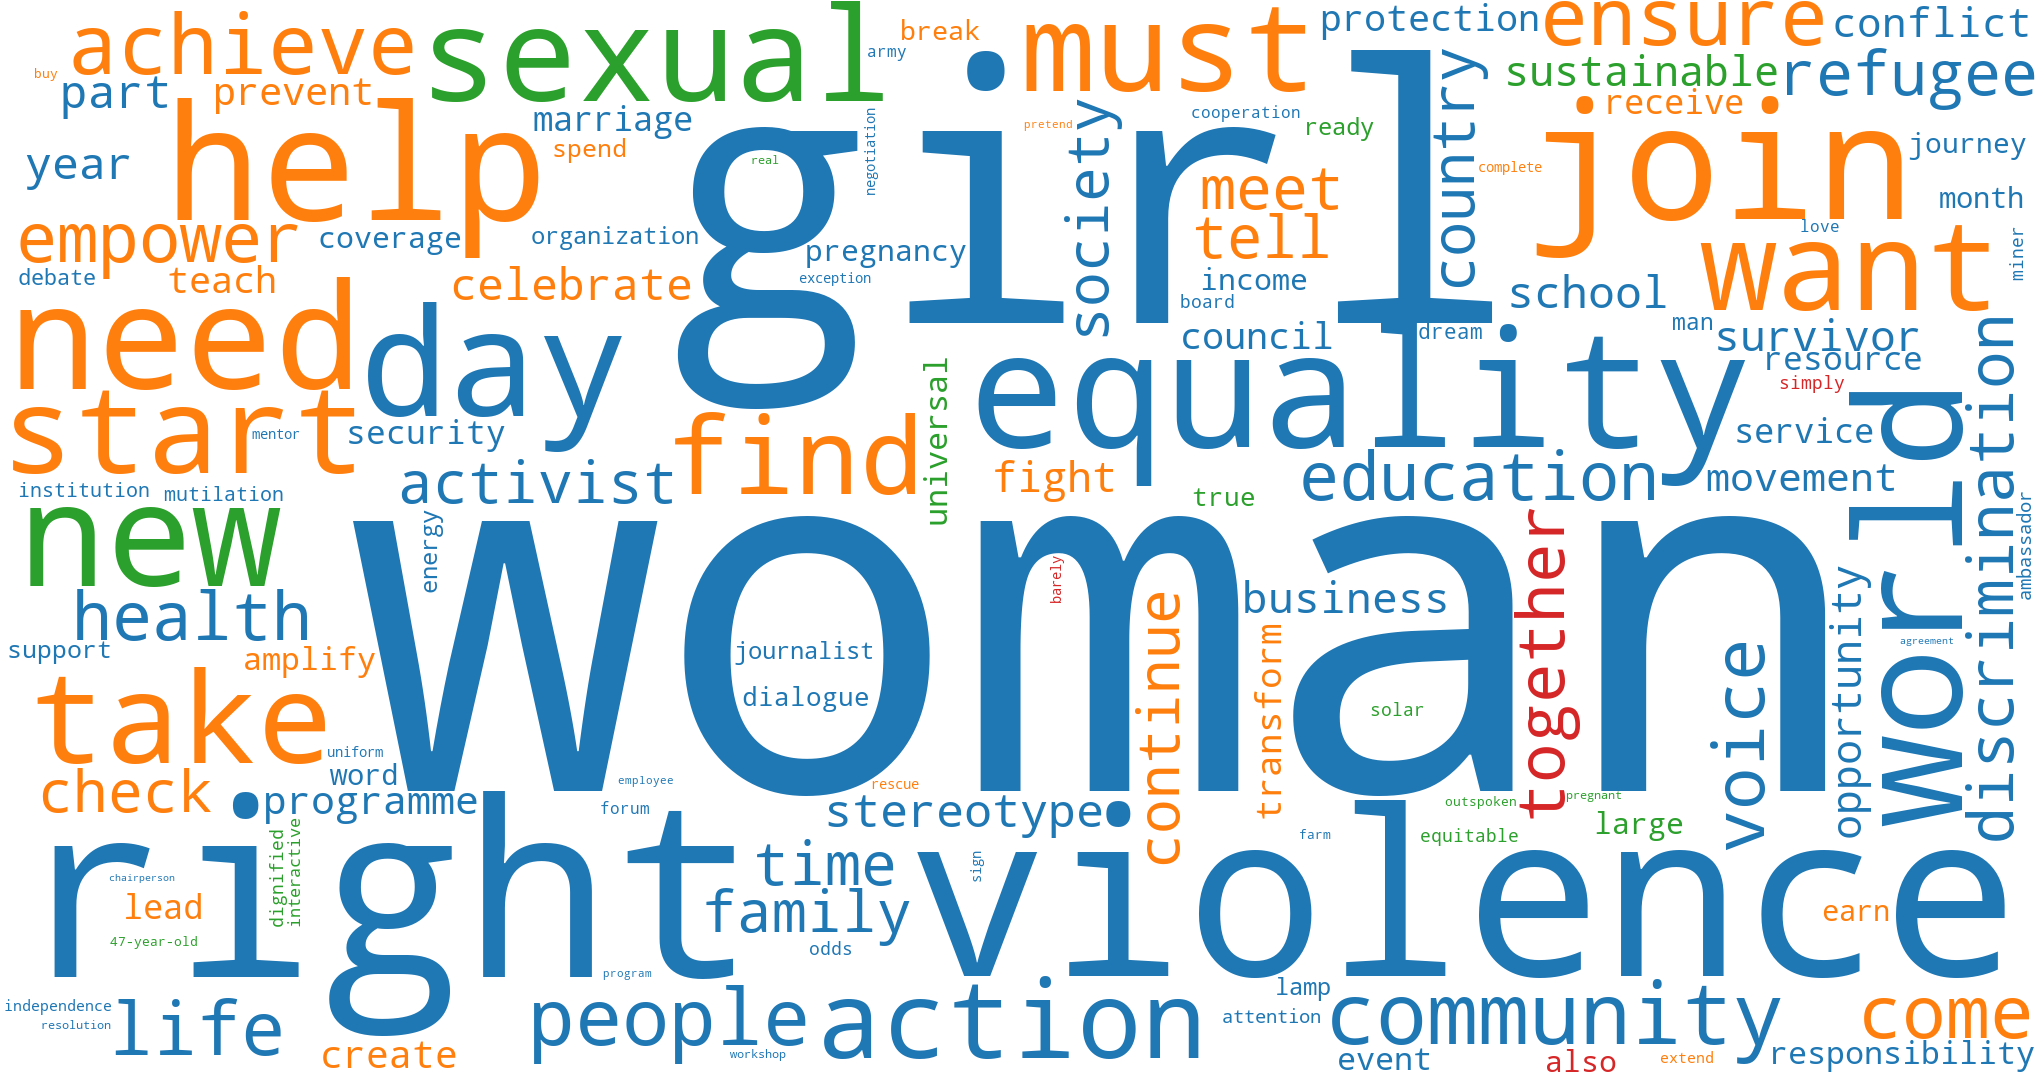 achieve
sexual
break
army
must
protection
ensure
conflict
buy
part
prevent
help
marriage
spend
girl
real
negotiation
pretend
society
cooperation
ready
country
sustainable
refugee
receive
join
journey
complete
year
meet
month
empower
coverage
organization
pregnancy
tell
want
love
miner
debate
teach
celebrate
exception
income
board
school
need
day
council
dream
man
survivor
equality
resource
simply
start
mentor
security
find
universal
service
world
discrimination
activist
fight
education
movement
institution
mutilation
true
new
energy
woman
barely
together
ambassador
health
business
continue
opportunity
support
amplify
journalist
transform
voice
agreement
take
dialogue
solar
check
uniform
word
employee
rescue
programme
forum
stereotype
outspoken
pregnant
large
equitable
farm
right
dignified
interactive
time
sign
violence
chairperson
lead
family
earn
47-year-old
odds
program
independence
resolution
life
people
action
lamp
attention
community
come
create
workshop
event
also
extend
responsibility